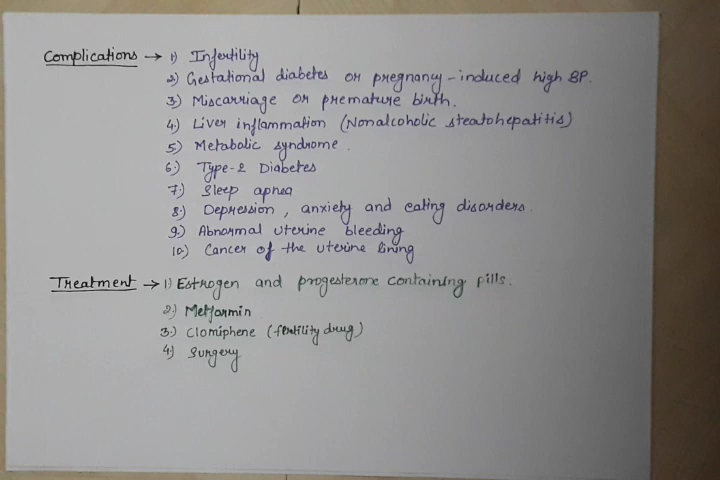 Complications → 1) Infertility
2) Gestational diabetes or pregnancy-induced high BP.
3) Miscarriage or premature birth.
4) Liver inflammation (Nonalcoholic steatohepatitis)
5) Metabolic syndrome.
6) Type-2 Diabetes
7) Sleep apnea
8) Depression, anxiety and eating disorders.
9) Abnormal uterine bleeding
10) Cancer of the uterine lining
Treatment → 1) Estrogen and progesterone containing pills.
2) Metformin
3) Clomiphene (fertility drug)
4) Surgery